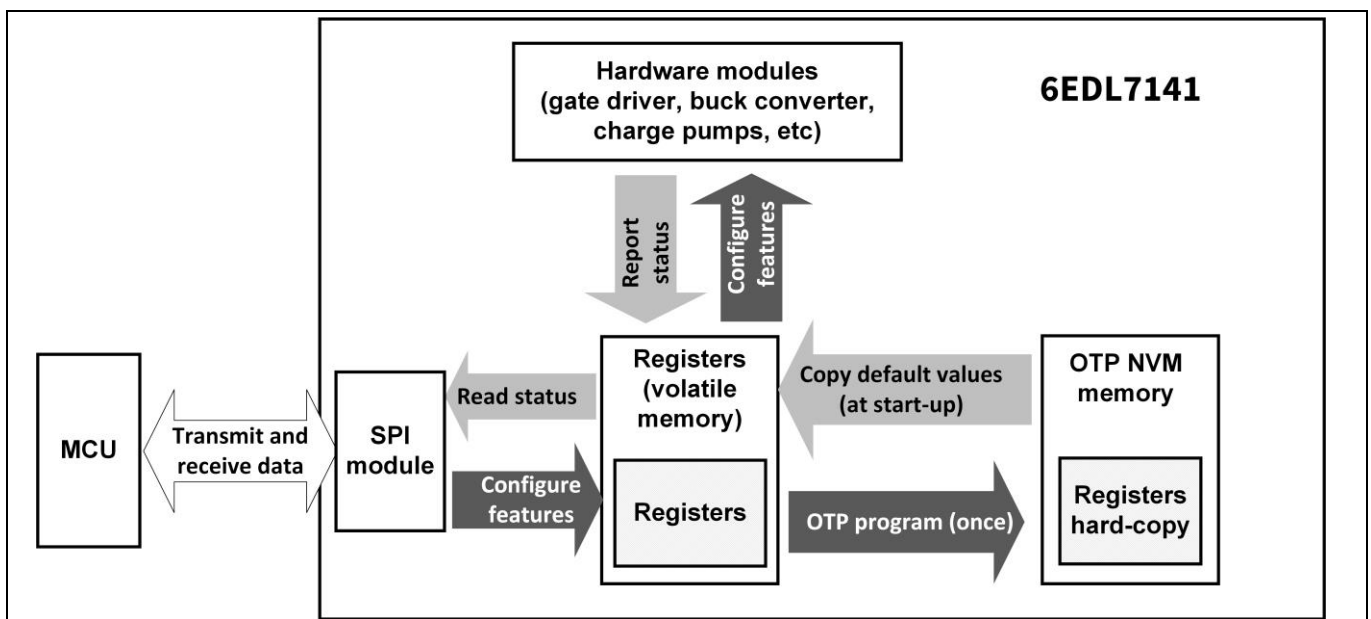 Hardware modules
(gate driver, buck converter,
charge pumps, etc)
6EDL7141
Report
status
Configure
features
MCU
Transmit and
receive data
SPI
module
Read status
Configure
features
Registers
(volatile
memory)
Registers
Copy default values
(at start-up)
OTP program (once)
OTP NVM
memory
Registers
hard-copy